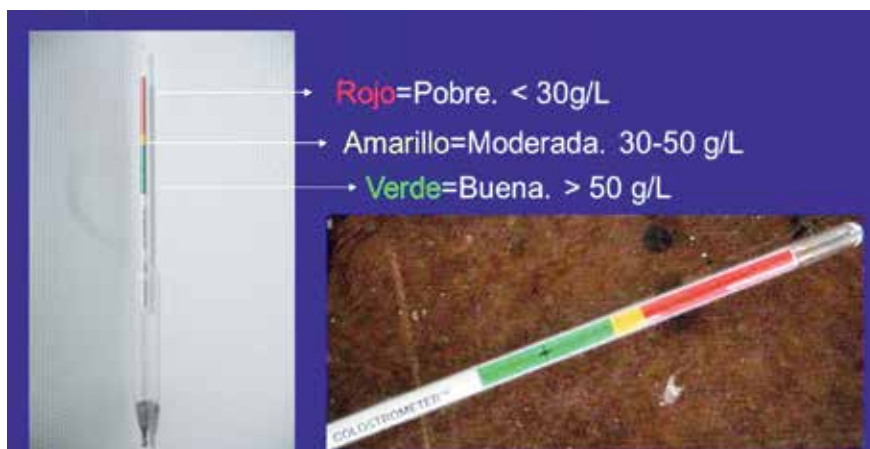 Rojo=Pobre. < 30g/L
Amarillo=Moderada. 30-50 g/L
Verde=Buena. > 50 g/L
COLOSTROMETER™